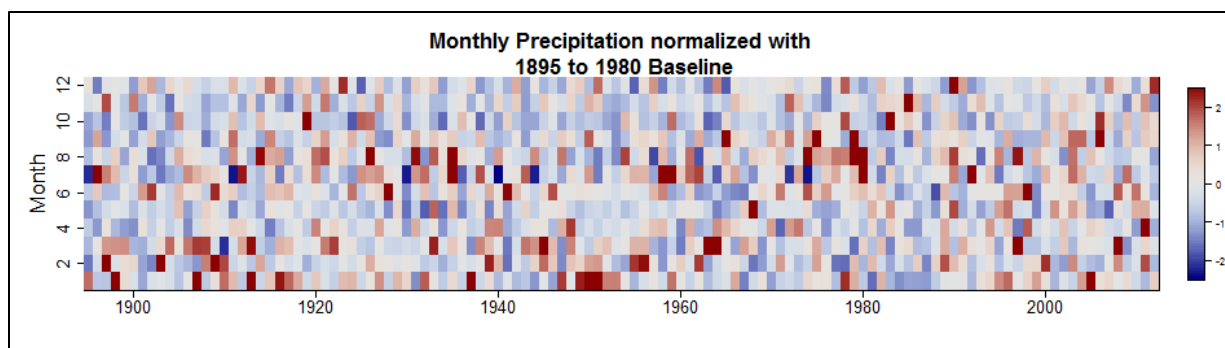 Monthly Precipitation normalized with
1895 to 1980 Baseline
Month
12
10
8
6
4
2
1900 1920 1940 1960 1980 2000
2
1
0
-1
-2